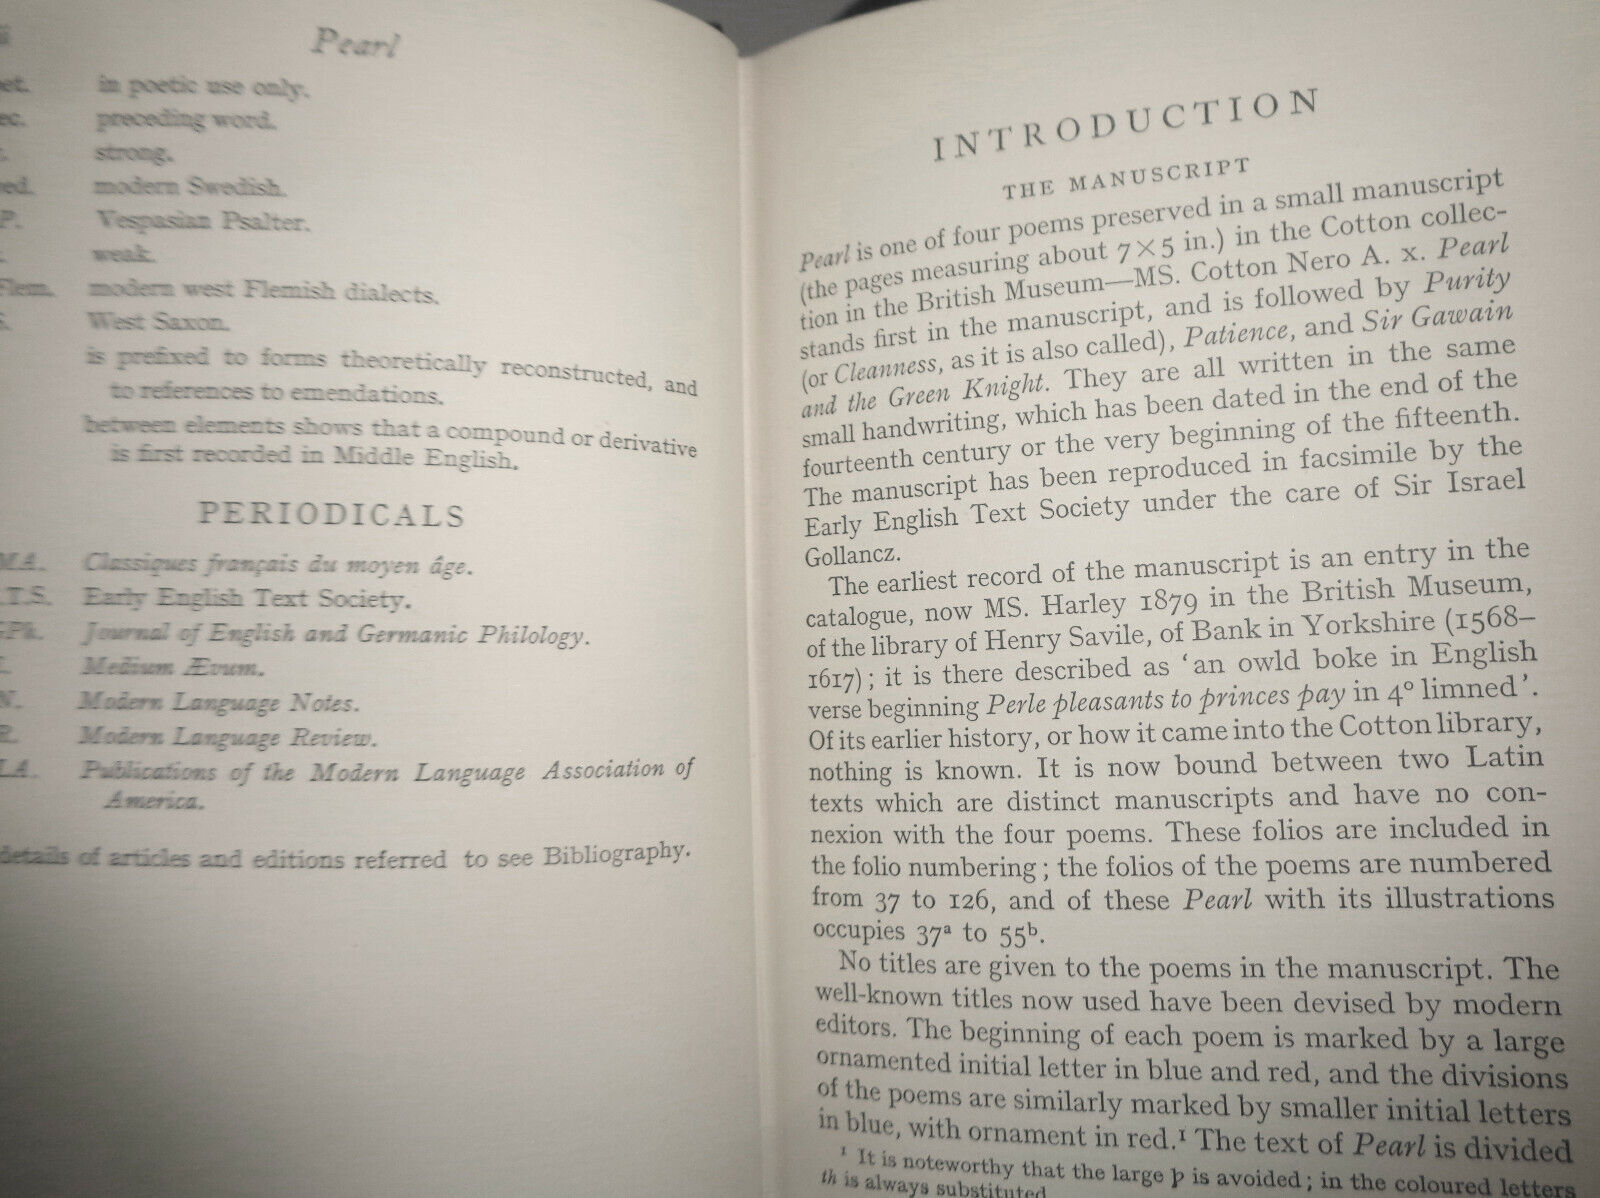 Pearl
in poetic use only.
preceding word.
strong.
modern Swedish.
Vespasian Psalter.
weak.
Flem. modern west Flemish dialects.
West Saxon.
is prefixed to forms theoretically reconstructed, and
to references to emendations.
between elements shows that a compound or derivative
is first recorded in Middle English.
PERIODICALS
M.A. Classiques français du moyen âge.
.T.S. Early English Text Society.
GPh. Journal of English and Germanic Philology.
Medium Ævum.
N. Modern Language Notes.
R. Modern Language Review.
LA. Publications of the Modern Language Association of
America.
details of articles and editions referred to see Bibliography.
INTRODUCTION
THE MANUSCRIPT
Pearl is one of four poems preserved in a small manuscript
(the pages measuring about 7×5 in.) in the Cotton collec-
tion in the British Museum—MS. Cotton Nero A. x. Pearl
stands first in the manuscript, and is followed by Purity
(or Cleanness, as it is also called), Patience, and Sir Gawain
and the Green Knight. They are all written in the same
small handwriting, which has been dated in the end of the
fourteenth century or the very beginning of the fifteenth.
The manuscript has been reproduced in facsimile by the
Early English Text Society under the care of Sir Israel
Gollancz.
The earliest record of the manuscript is an entry in the
catalogue, now MS. Harley 1879 in the British Museum,
of the library of Henry Savile, of Bank in Yorkshire (1568–
1617); it is there described as ‘an owld boke in English
verse beginning Perle pleasants to princes pay in 4° limned’.
Of its earlier history, or how it came into the Cotton library,
nothing is known. It is now bound between two Latin
texts which are distinct manuscripts and have no con-
nexion with the four poems. These folios are included in
the folio numbering; the folios of the poems are numbered
from 37 to 126, and of these Pearl with its illustrations
occupies 37ᵃ to 55ᵇ.
No titles are given to the poems in the manuscript. The
well-known titles now used have been devised by modern
editors. The beginning of each poem is marked by a large
ornamented initial letter in blue and red, and the divisions
of the poems are similarly marked by smaller initial letters
in blue, with ornament in red.¹ The text of Pearl is divided
¹ It is noteworthy that the large þ is avoided; in the coloured letters
th is always substituted.